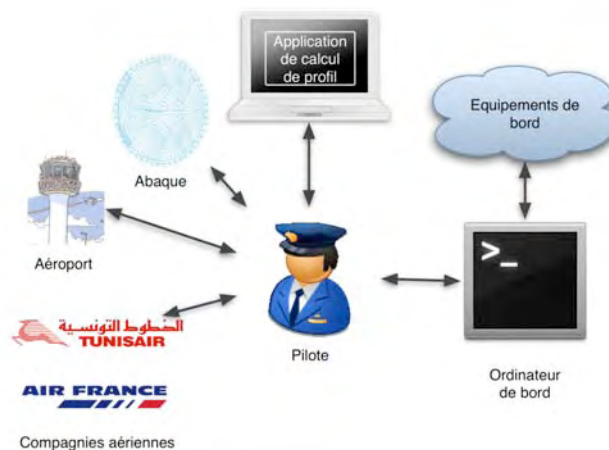 Application
de calcul
de profil
Equipements de
bord
Abaque
Aéroport
>_
Pilote
الخطوط التونسية
TUNISAIR
Ordinateur
de bord
AIR FRANCE
Compagnies aériennes